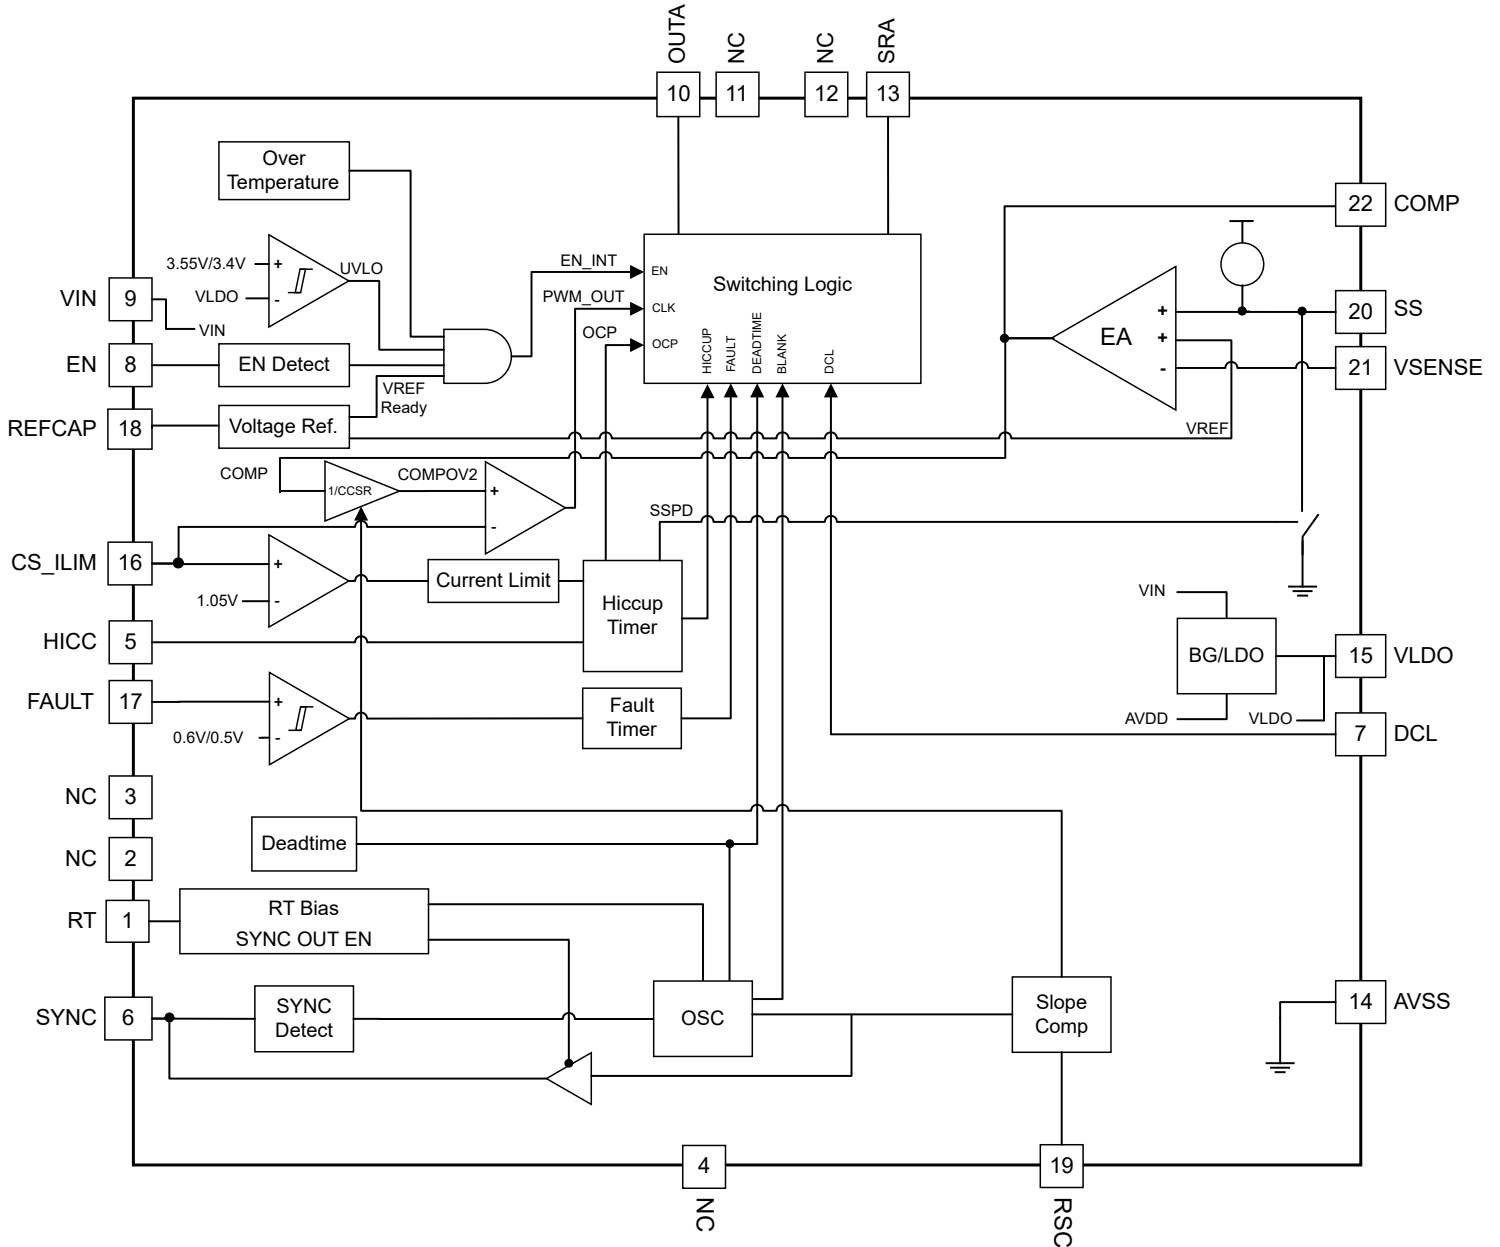 OUTA
NC
NC
SRA
10
11
12
13
Over
Temperature
22
COMP
3.55V/3.4V
+
UVLO
VLDO
-
VIN
9
VIN
EN_INT
EN
Switching Logic
PWM_OUT
CLK
OCP
OCP
HICCUP
FAULT
DEADTIME
BLANK
DCL
+
EA
+
-
20
SS
21
VSENSE
EN
8
EN Detect
VREF
Ready
REFCAP
18
Voltage Ref.
VREF
COMP
1/CCSR
COMPOV2
+
-
SSPD
CS_ILIM
16
+
1.05V
-
Current Limit
Hiccup
Timer
HICC
5
VIN
BG/LDO
15
VLDO
AVDD
VLDO
FAULT
17
+
0.6V/0.5V
-
Fault
Timer
7
DCL
NC
3
NC
2
Deadtime
RT
1
RT Bias
SYNC OUT EN
SYNC
6
SYNC
Detect
OSC
Slope
Comp
14
AVSS
4
NC
19
RSC